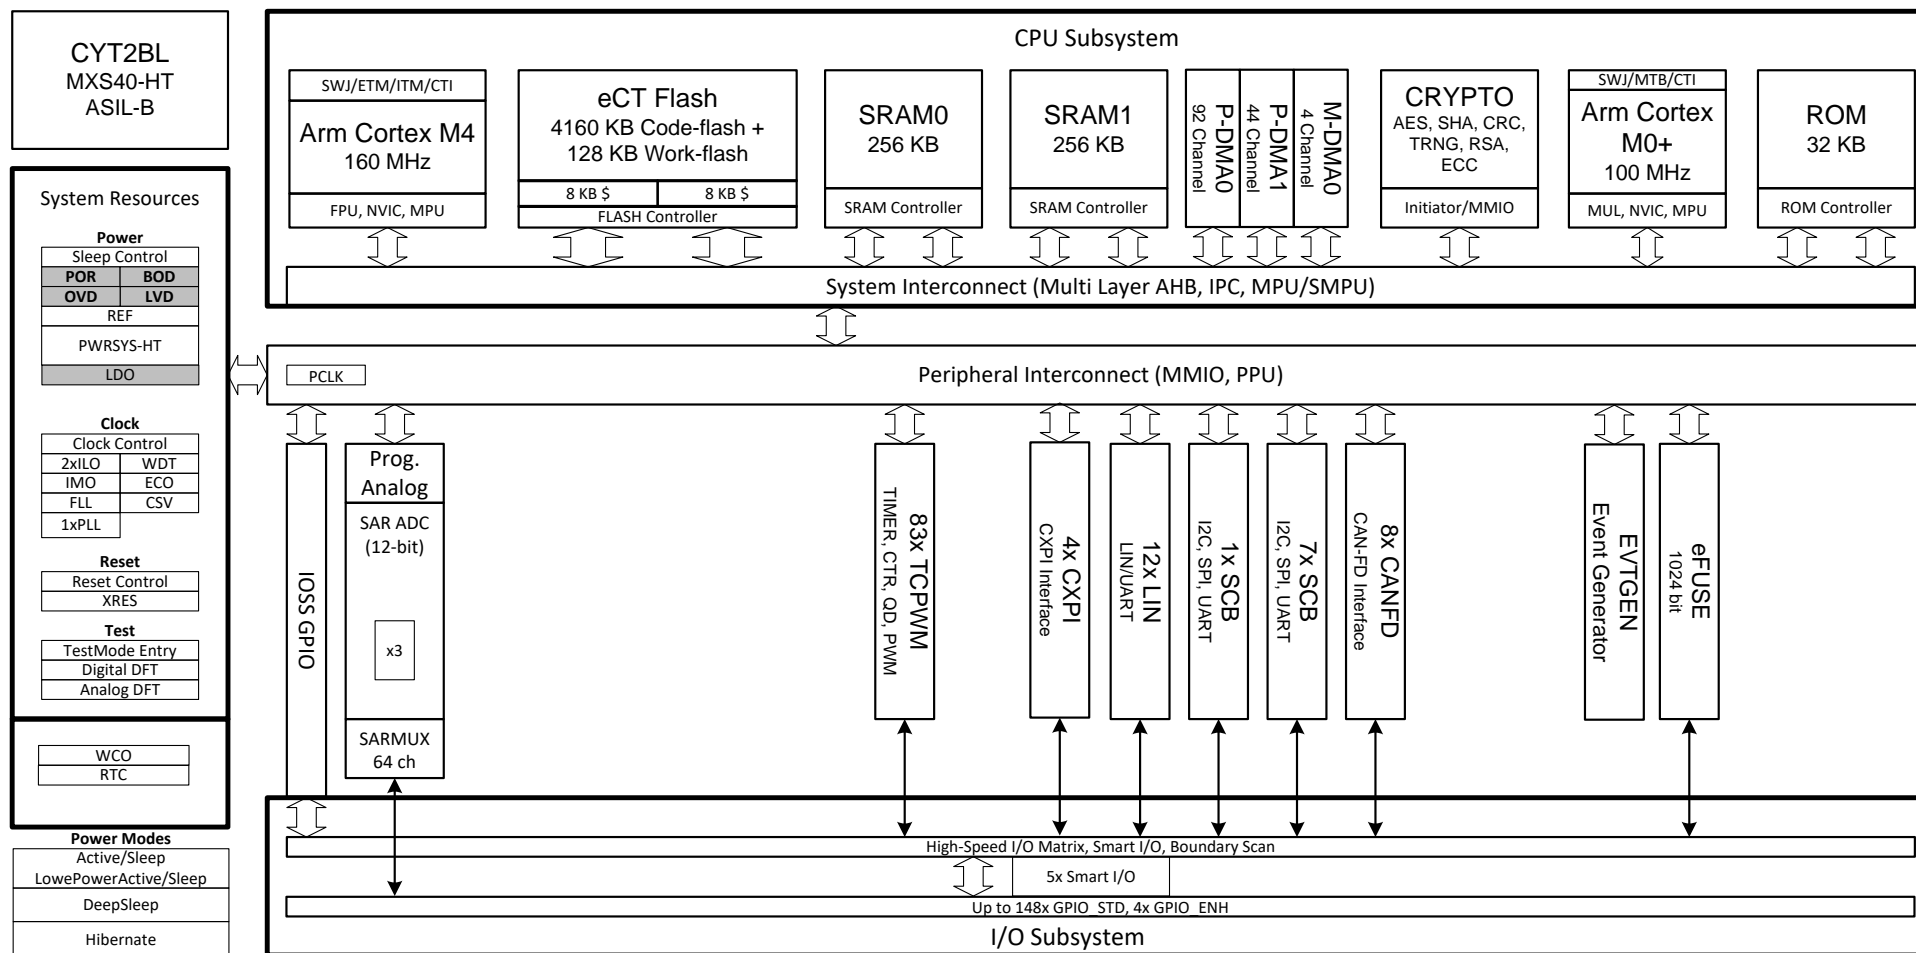 CYT2BL
MXS40-HT
ASIL-B
System Resources
Power
Sleep Control
POR
BOD
OVD
LVD
REF
PWRSYS-HT
LDO
Clock
Clock Control
2xILO
WDT
IMO
ECO
FLL
CSV
1xPLL
Reset
Reset Control
XRES
Test
TestMode Entry
Digital DFT
Analog DFT
WCO
RTC
Power Modes
Active/Sleep
LowePowerActive/Sleep
DeepSleep
Hibernate
CPU Subsystem
SWJ/ETM/ITM/CTI
Arm Cortex M4
160 MHz
FPU, NVIC, MPU
eCT Flash
4160 KB Code-flash +
128 KB Work-flash
8 KB $
8 KB $
FLASH Controller
SRAM0
256 KB
SRAM Controller
SRAM1
256 KB
SRAM Controller
P-DMA0
92 Channel
P-DMA1
44 Channel
M-DMA0
4 Channel
CRYPTO
AES, SHA, CRC,
TRNG, RSA,
ECC
Initiator/MMIO
SWJ/MTB/CTI
Arm Cortex
M0+
100 MHz
MUL, NVIC, MPU
ROM
32 KB
ROM Controller
System Interconnect (Multi Layer AHB, IPC, MPU/SMPU)
PCLK
Peripheral Interconnect (MMIO, PPU)
IOSS GPIO
Prog.
Analog
SAR ADC
(12-bit)
x3
SARMUX
64 ch
83x TCPWM
TIMER, CTR, QD, PWM
4x CXPI
CXPI Interface
12x LIN
LIN/UART
1x SCB
I2C, SPI, UART
7x SCB
I2C, SPI, UART
8x CANFD
CAN-FD Interface
EVTGEN
Event Generator
eFUSE
1024 bit
High-Speed I/O Matrix, Smart I/O, Boundary Scan
5x Smart I/O
Up to 148x GPIO_STD, 4x GPIO_ENH
I/O Subsystem